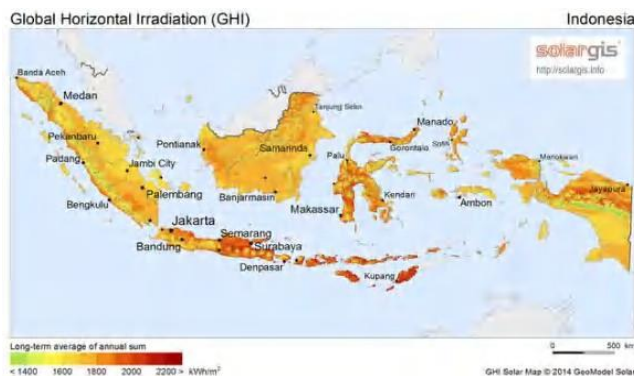 Global Horizontal Irradiation (GHI)
Indonesia
solargis
http://solargis.info
Banda Aceh
Medan
Tanjung Selor
Manado
Pekanbaru
Pontianak
Gorontalo
Sofifi
Manokwari
Padang
Jambi City
Samarinda
Palu
Jayapura
Palembang
Bengkulu
Banjarmasin
Kendari
Makassar
Ambon
Jakarta
Semarang
Bandung
Surabaya
Denpasar
Kupang
Long-term average of annual sum
< 1400 1600 1800 2000 2200 > kWh/m²
0 500 km
GHI Solar Map © 2014 GeoModel Solar